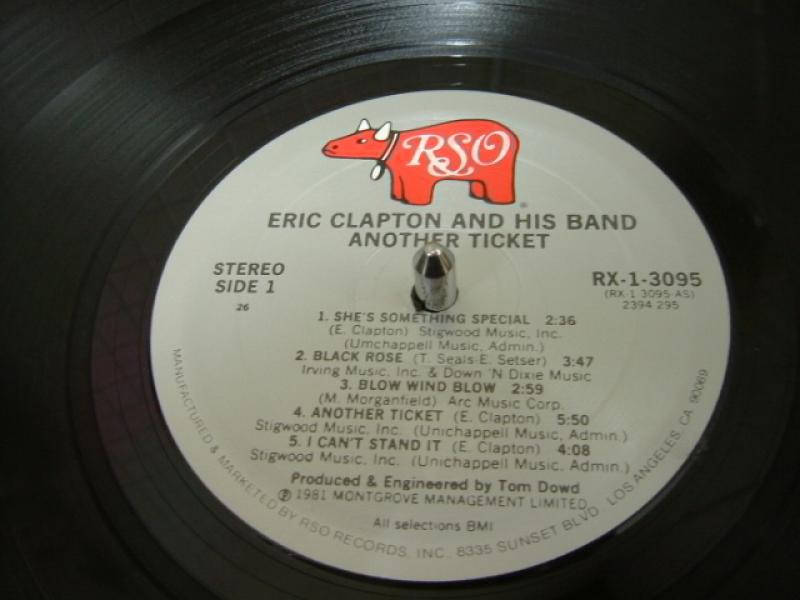 RSO
ERIC CLAPTON AND HIS BAND
ANOTHER TICKET
STEREO
SIDE 1
26
RX-1-3095
(RX-1 3095-AS)
2394 295
1. SHE'S SOMETHING SPECIAL 2:36
(E. Clapton) Stigwood Music, Inc.
(Umchappell Music, Admin.)
2. BLACK ROSE (T. Seals-E. Setser) 3:47
Irving Music, Inc. & Down 'N Dixie Music
3. BLOW WIND BLOW 2:59
(M. Morganfield) Arc Music Corp.
4. ANOTHER TICKET (E. Clapton) 5:50
Stigwood Music, Inc. (Unichappell Music, Admin.)
5. I CAN'T STAND IT (E. Clapton) 4:08
Stigwood Music, Inc. (Unichappell Music, Admin.)
Produced & Engineered by Tom Dowd
℗ 1981 MONTGROVE MANAGEMENT LIMITED
All selections BMI
MANUFACTURED & MARKETED BY RSO RECORDS, INC., 8335 SUNSET BLVD. LOS ANGELES, CA 90069